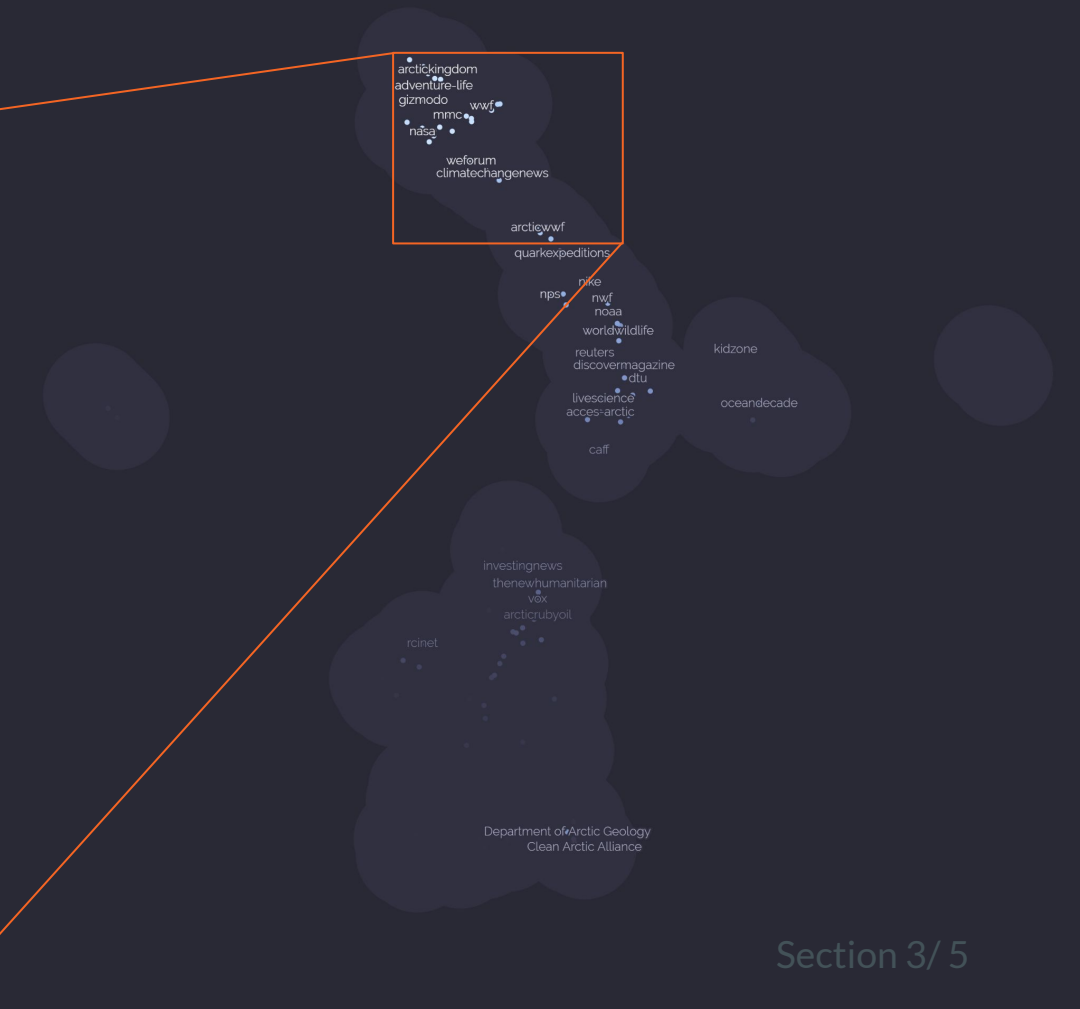 arctickingdom
adventure-life
gizmodo
wwf
mmc
nasa
weforum
climatechangenews
arcticwwf
quarkexpeditions
nike
nps
nwf
noaa
worldwildlife
kidzone
reuters
discovermagazine
dtu
livescience
acces-arctic
oceandecade
caff
investingnews
thenewhumanitarian
vox
arcticrubyoil
rcinet
Department of Arctic Geology
Clean Arctic Alliance
Section 3/ 5